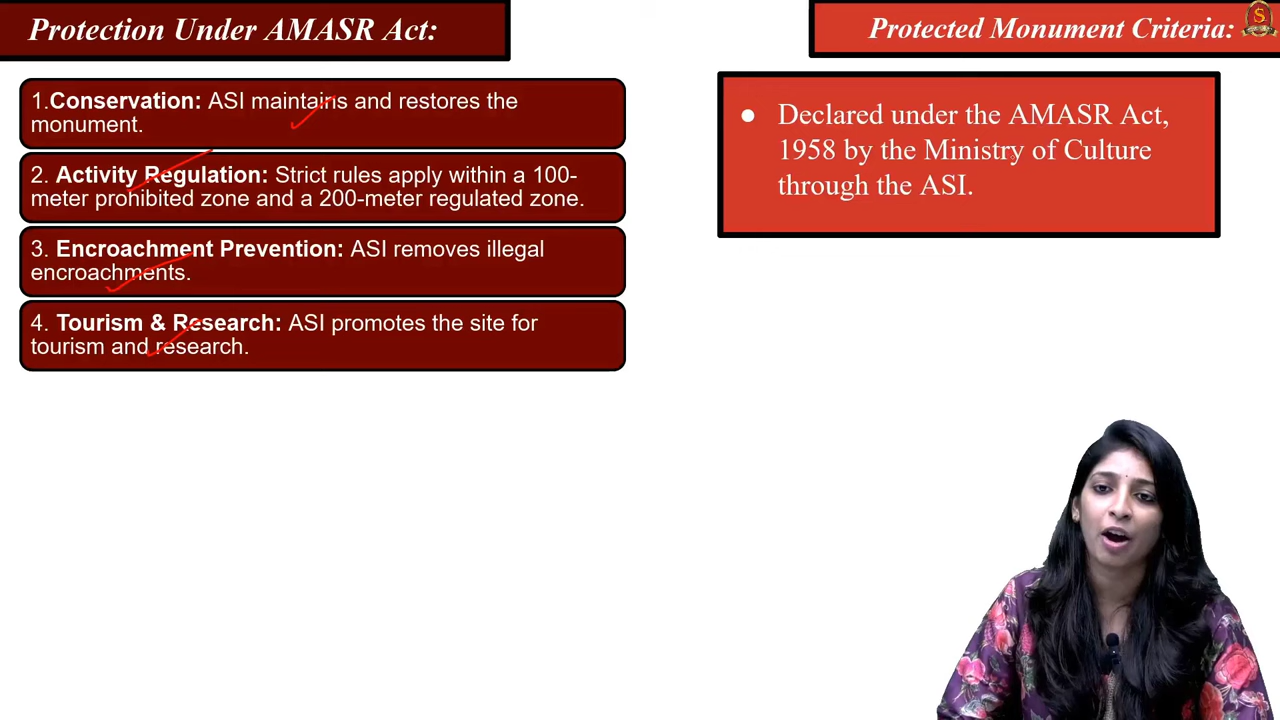 Protection Under AMASR Act:
Protected Monument Criteria:
1.Conservation: ASI maintains and restores the
monument.
2. Activity Regulation: Strict rules apply within a 100-
meter prohibited zone and a 200-meter regulated zone.
3. Encroachment Prevention: ASI removes illegal
encroachments.
4. Tourism & Research: ASI promotes the site for
tourism and research.
● Declared under the AMASR Act,
1958 by the Ministry of Culture
through the ASI.
S